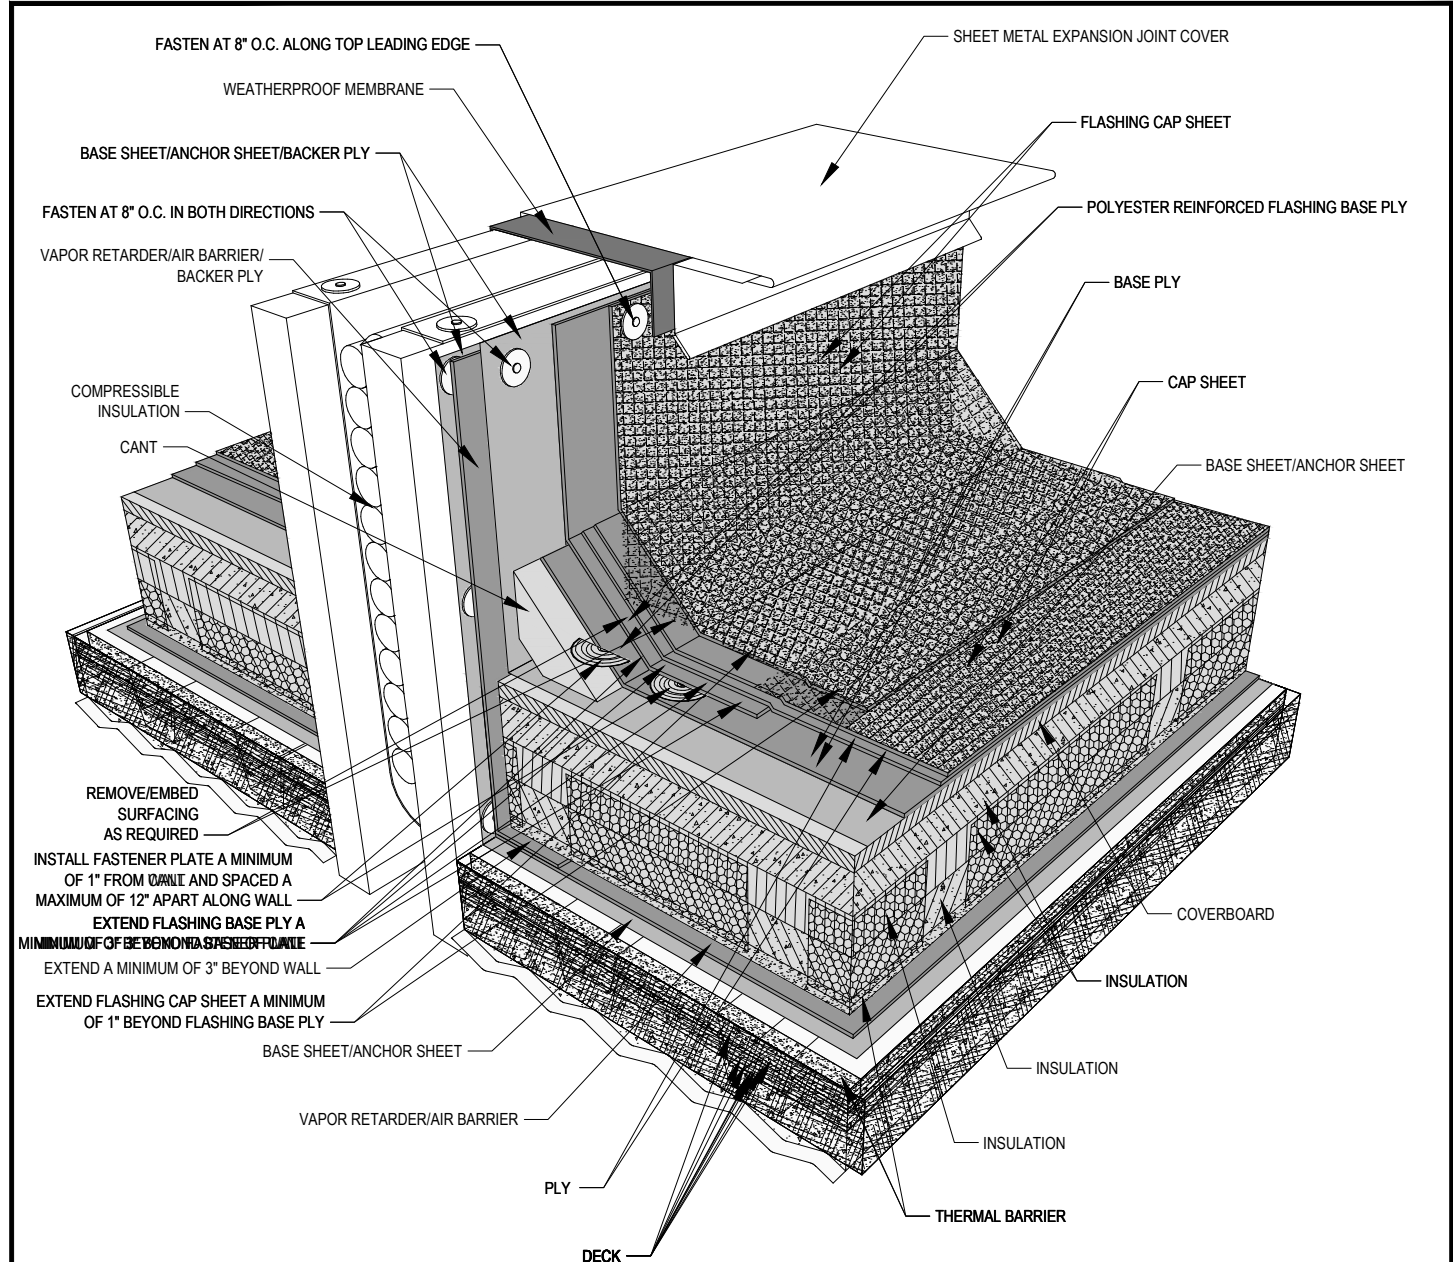 FASTEN AT 8" O.C. ALONG TOP LEADING EDGE
SHEET METAL EXPANSION JOINT COVER
WEATHERPROOF MEMBRANE
FLASHING CAP SHEET
BASE SHEET/ANCHOR SHEET/BACKER PLY
FASTEN AT 8" O.C. IN BOTH DIRECTIONS
POLYESTER REINFORCED FLASHING BASE PLY
VAPOR RETARDER/AIR BARRIER/
BACKER PLY
BASE PLY
COMPRESSIBLE
INSULATION
CAP SHEET
CANT
BASE SHEET/ANCHOR SHEET
REMOVE/EMBED
SURFACING
AS REQUIRED
INSTALL FASTENER PLATE A MINIMUM
OF 1" FROM AND SPACED A
MAXIMUM OF 12" APART ALONG WALL
EXTEND FLASHING BASE PLY A
EXTEND A MINIMUM OF 3" BEYOND WALL
EXTEND FLASHING CAP SHEET A MINIMUM
OF 1" BEYOND FLASHING BASE PLY
BASE SHEET/ANCHOR SHEET
VAPOR RETARDER/AIR BARRIER
PLY
DECK
COVERBOARD
INSULATION
INSULATION
INSULATION
THERMAL BARRIER